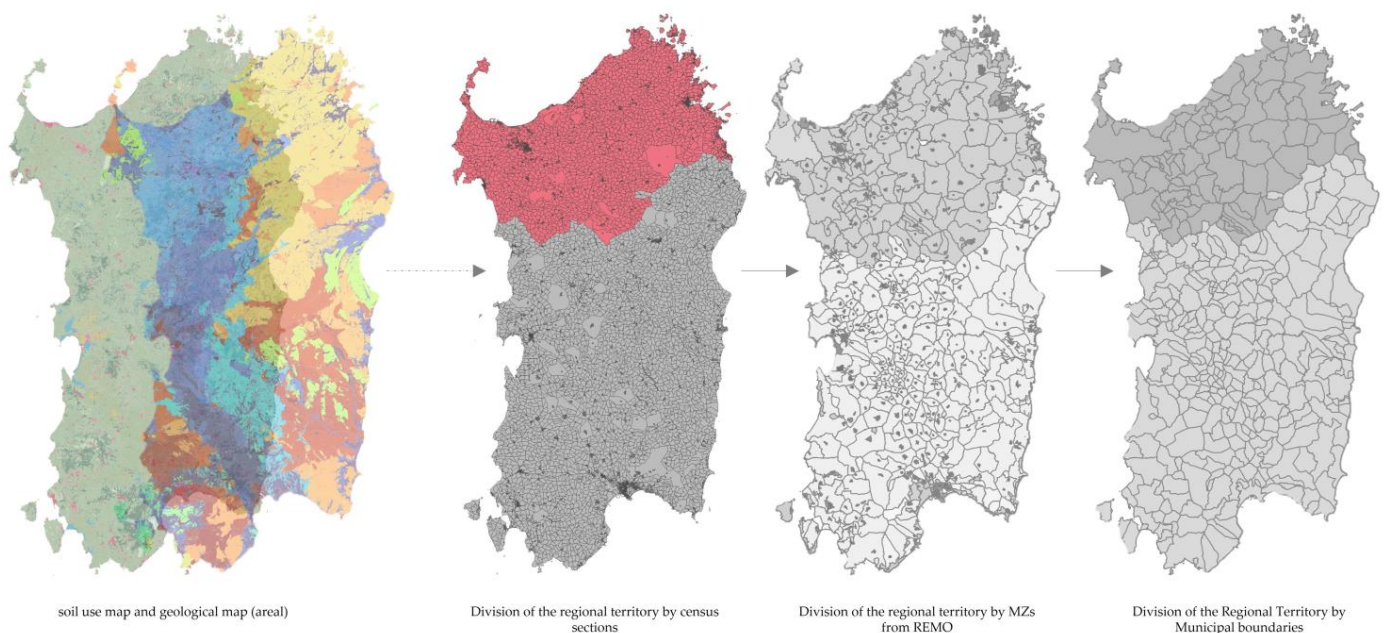 soil use map and geological map (areal)
Division of the regional territory by census
sections
Division of the regional territory by MZs
from REMO
Division of the Regional Territory by
Municipal boundaries